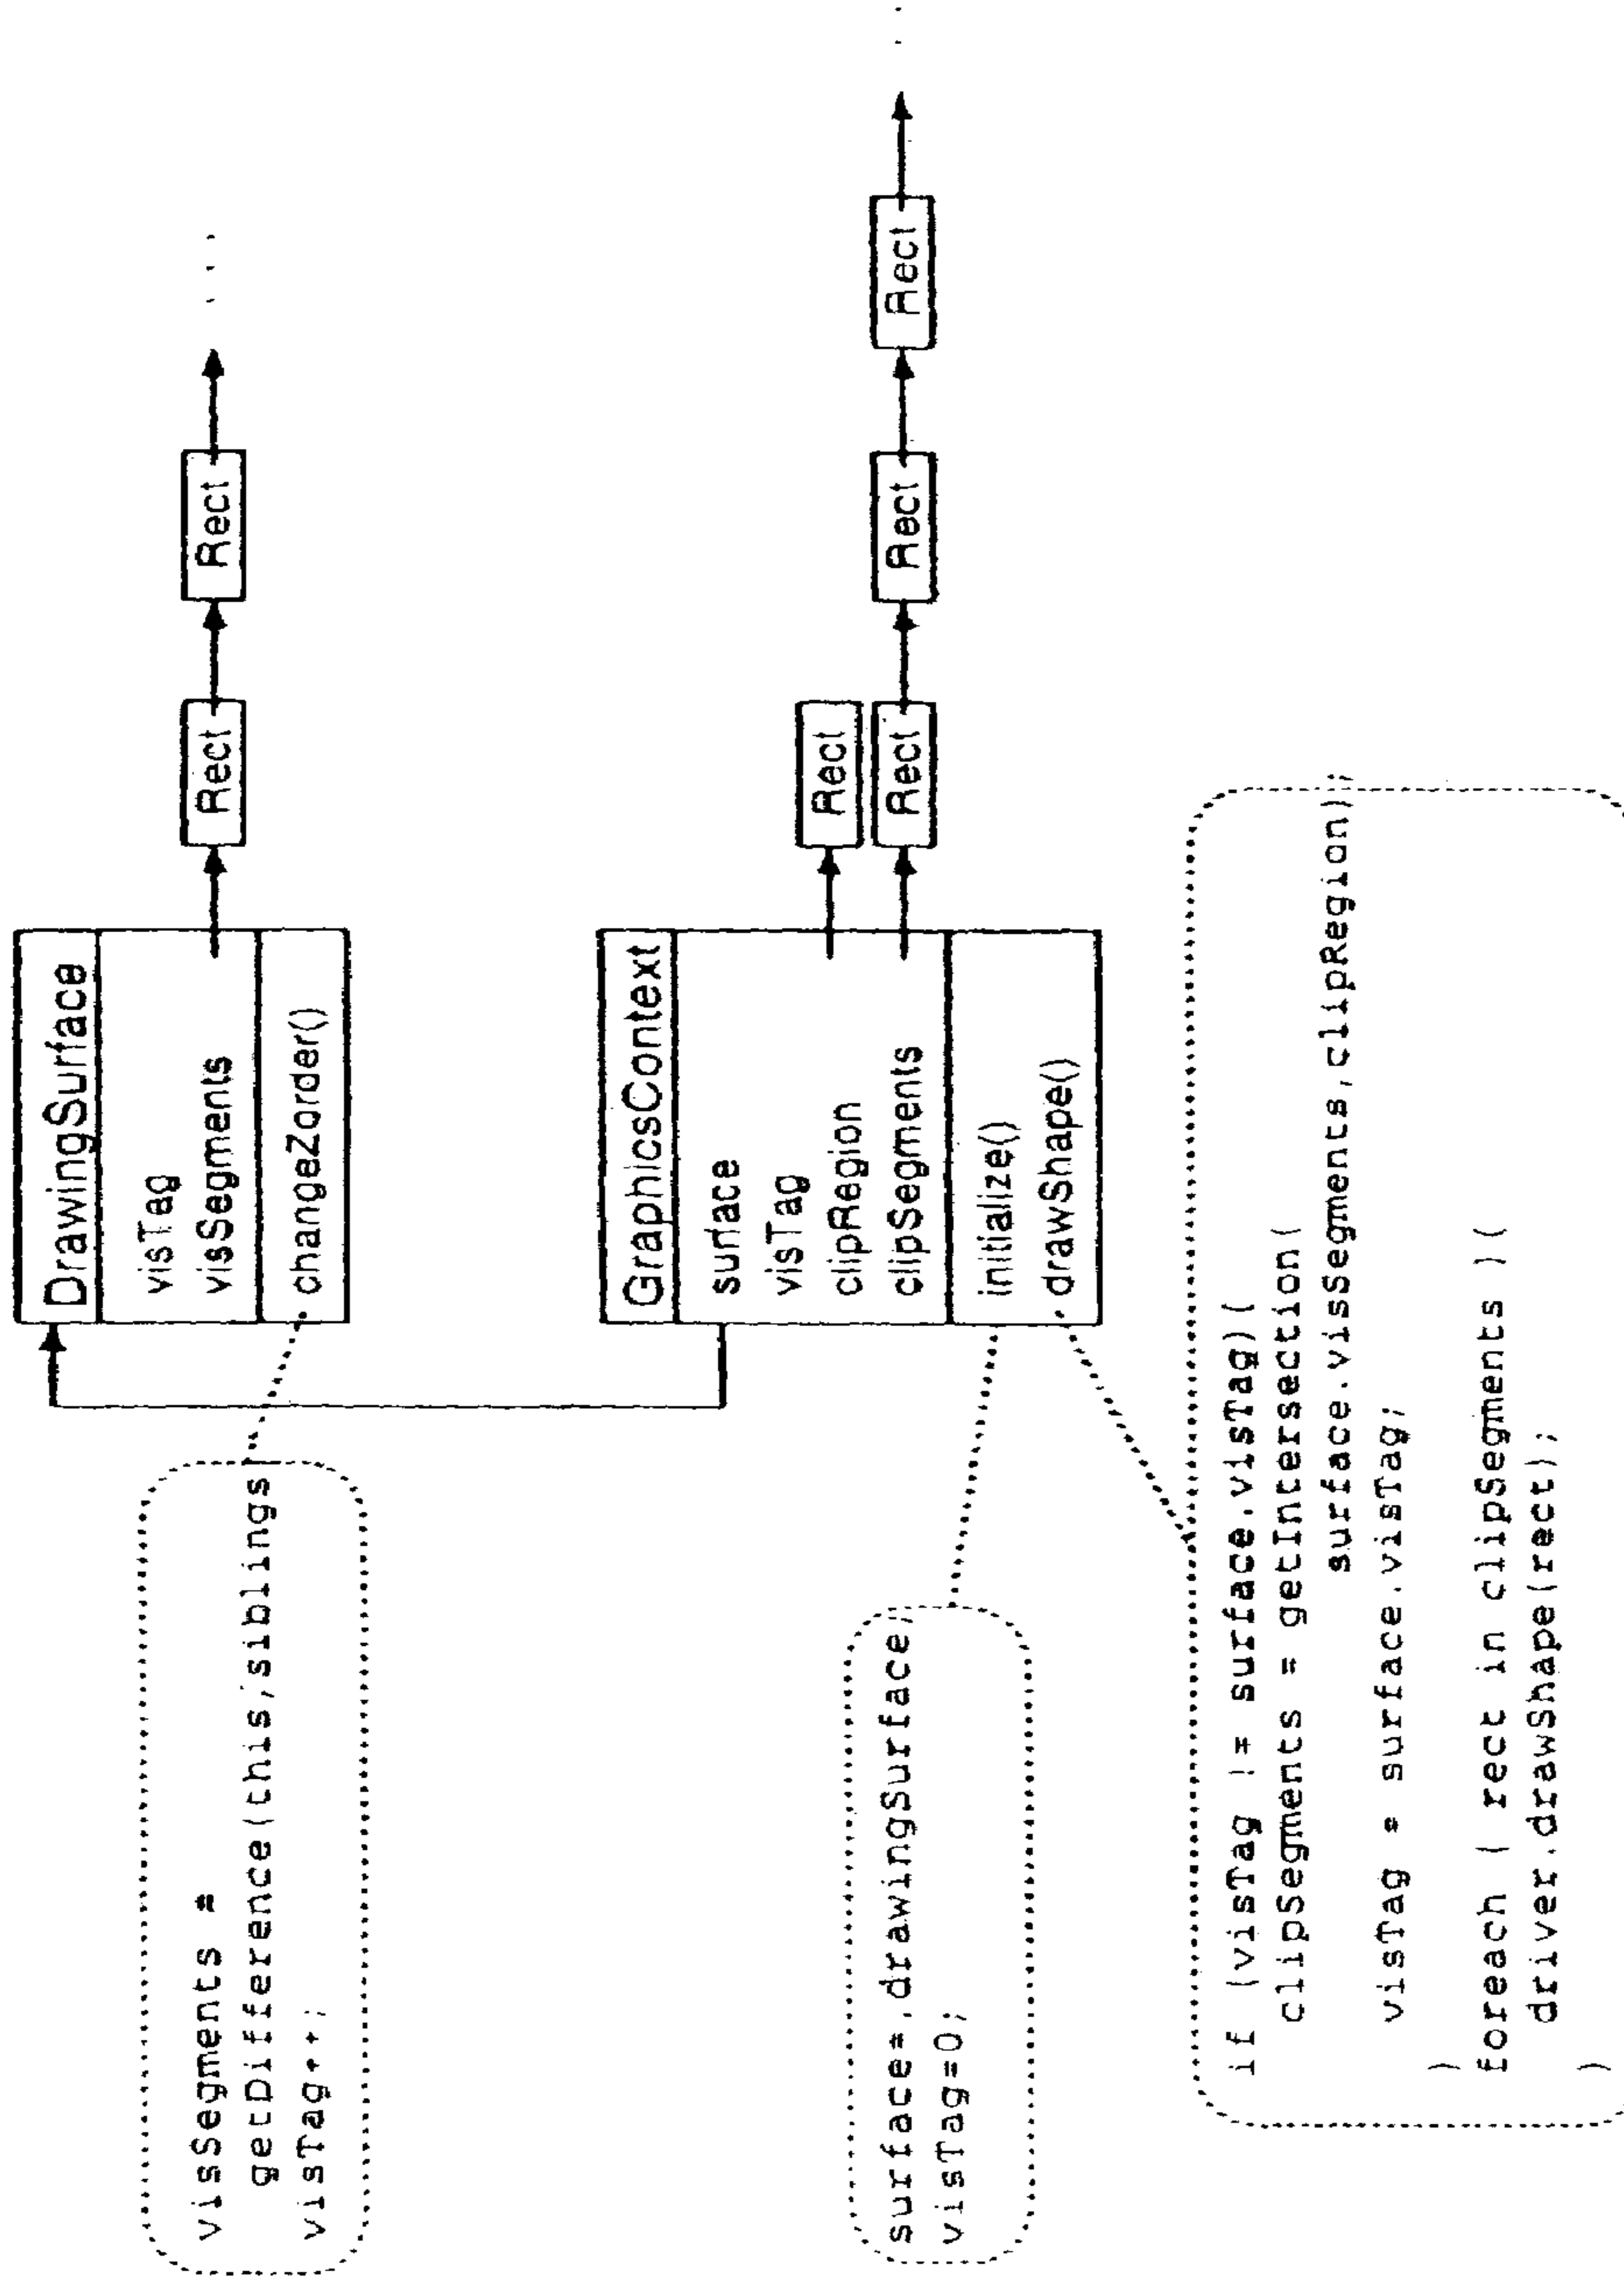 DrawingSurface
visTag
visSegments
changeZorder()
Rect
Rect
visSegments =
getDifference(this,siblings
visTag++;
GraphicsContext
surface
visTag
clipRegion
clipSegments
initialize()
drawShape()
Rect
Rect
Rect
Rect
surface=.drawingSurface;
visTag=0;
if (visTag != surface.visTag)(
clipSegments = getIntersection(
surface.visSegments,clipRegion);
visTag = surface.visTag;
)
foreach ( rect in clipSegments )(
driver.drawShape(rect);
)